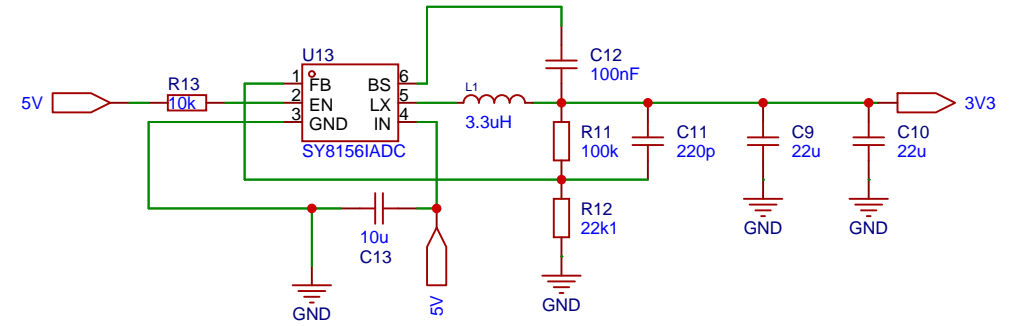 U13
1 FB BS 6
2 EN LX 5
3 GND IN 4
SY8156IADC
5V
R13
10k
L1
3.3uH
C12
100nF
R11
100k
C11
220p
C9
22u
C10
22u
3V3
R12
22k1
10u
C13
5V
GND
GND
GND
GND